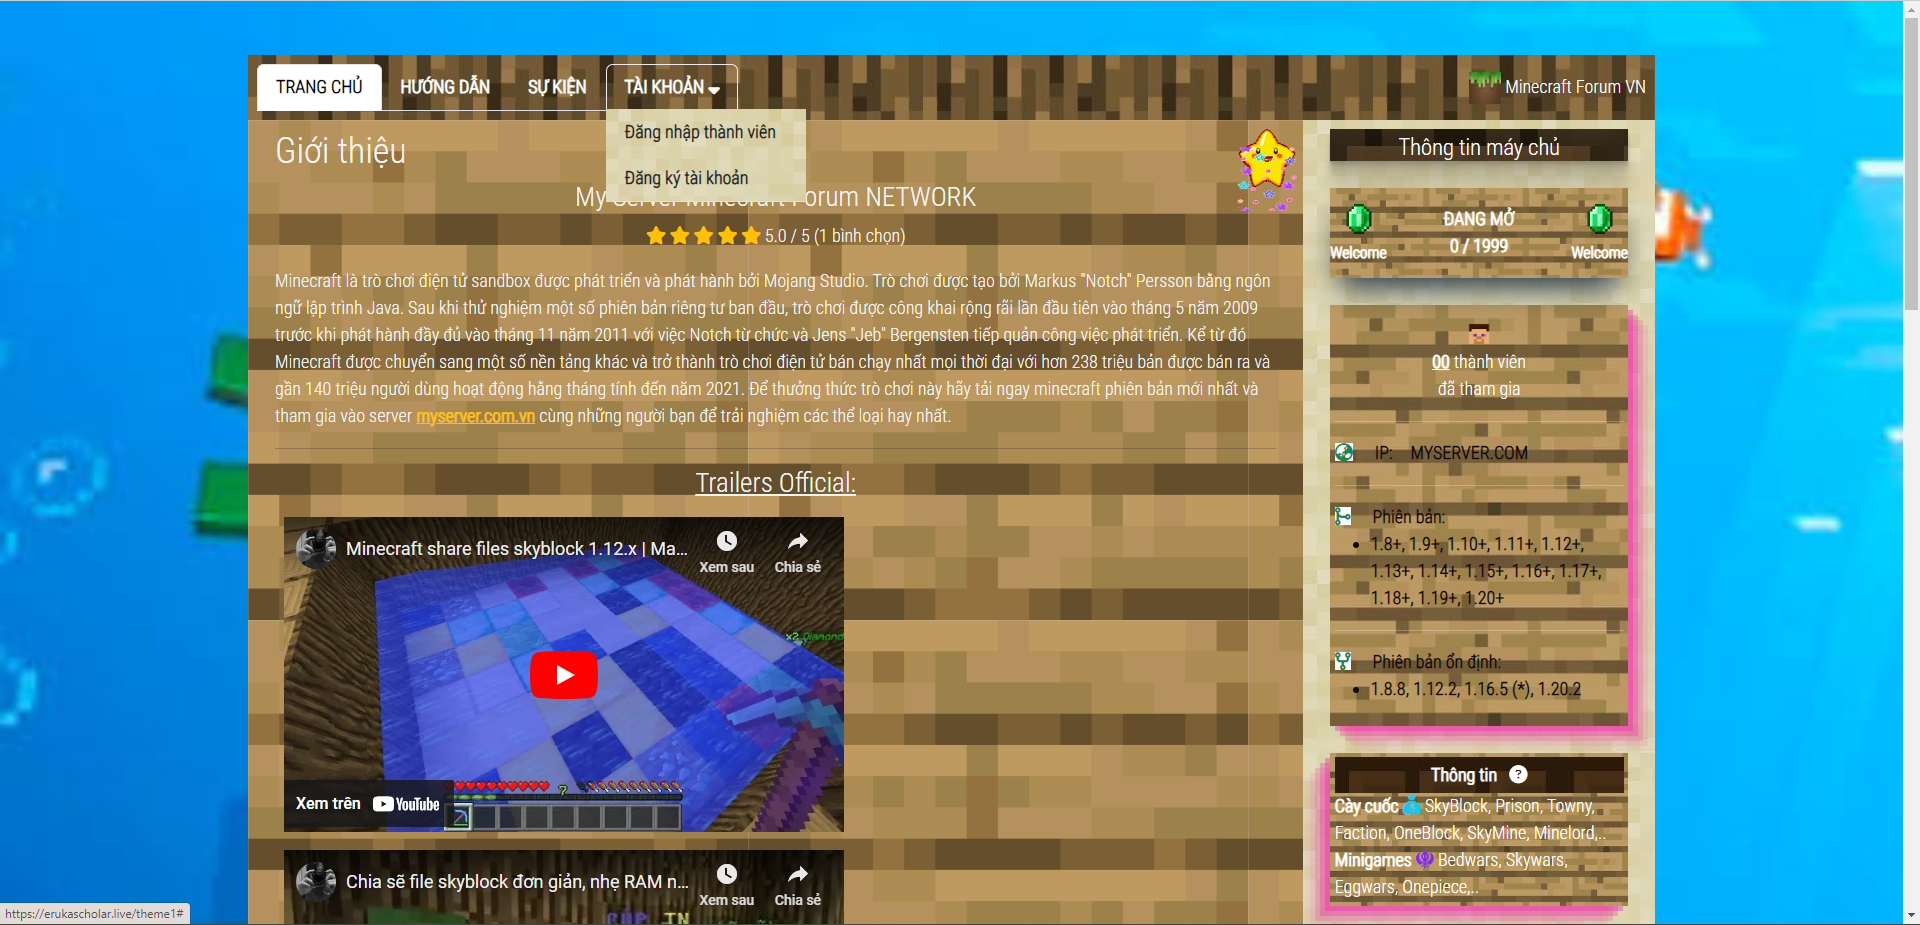 TRANG CHỦ
HƯỚNG DẪN
SỰ KIỆN
TÀI KHOẢN
Minecraft Forum VN
Đăng nhập thành viên
Đăng ký tài khoản
Giới thiệu
My Server Minecraft Forum NETWORK
5.0 / 5 (1 bình chọn)
Minecraft là trò chơi điện tử sandbox được phát triển và phát hành bởi Mojang Studio. Trò chơi được tạo bởi Markus "Notch" Persson bằng ngôn
ngữ lập trình Java. Sau khi thử nghiệm một số phiên bản riêng tư ban đầu, trò chơi được công khai rộng rãi lần đầu tiên vào tháng 5 năm 2009
trước khi phát hành đầy đủ vào tháng 11 năm 2011 với việc Notch từ chức và Jens "Jeb" Bergensten tiếp quản công việc phát triển. Kể từ đó
Minecraft được chuyển sang một số nền tảng khác và trở thành trò chơi điện tử bán chạy nhất mọi thời đại với hơn 238 triệu bản được bán ra và
gần 140 triệu người dùng hoạt động hằng tháng tính đến năm 2021. Để thưởng thức trò chơi này hãy tải ngay minecraft phiên bản mới nhất và
tham gia vào server myserver.com.vn cùng những người bạn để trải nghiệm các thể loại hay nhất.
Trailers Official:
Minecraft share files skyblock 1.12.x | Ma...
Xem sau
Chia sẻ
x2 Diamond
?
Xem trên YouTube
Chia sẽ file skyblock đơn giản, nhẹ RAM n...
Xem sau
Chia sẻ
CÚP IN
Thông tin máy chủ
ĐANG MỞ
0 / 1999
Welcome
Welcome
00 thành viên
đã tham gia
IP: MYSERVER.COM
Phiên bản:
• 1.8+, 1.9+, 1.10+, 1.11+, 1.12+,
1.13+, 1.14+, 1.15+, 1.16+, 1.17+,
1.18+, 1.19+, 1.20+
Phiên bản ổn định:
• 1.8.8, 1.12.2, 1.16.5 (*), 1.20.2
Thông tin ?
Cày cuốc SkyBlock, Prison, Towny,
Faction, OneBlock, SkyMine, Minelord,..
Minigames Bedwars, Skywars,
Eggwars, Onepiece,..
https://erukascholar.live/theme1#